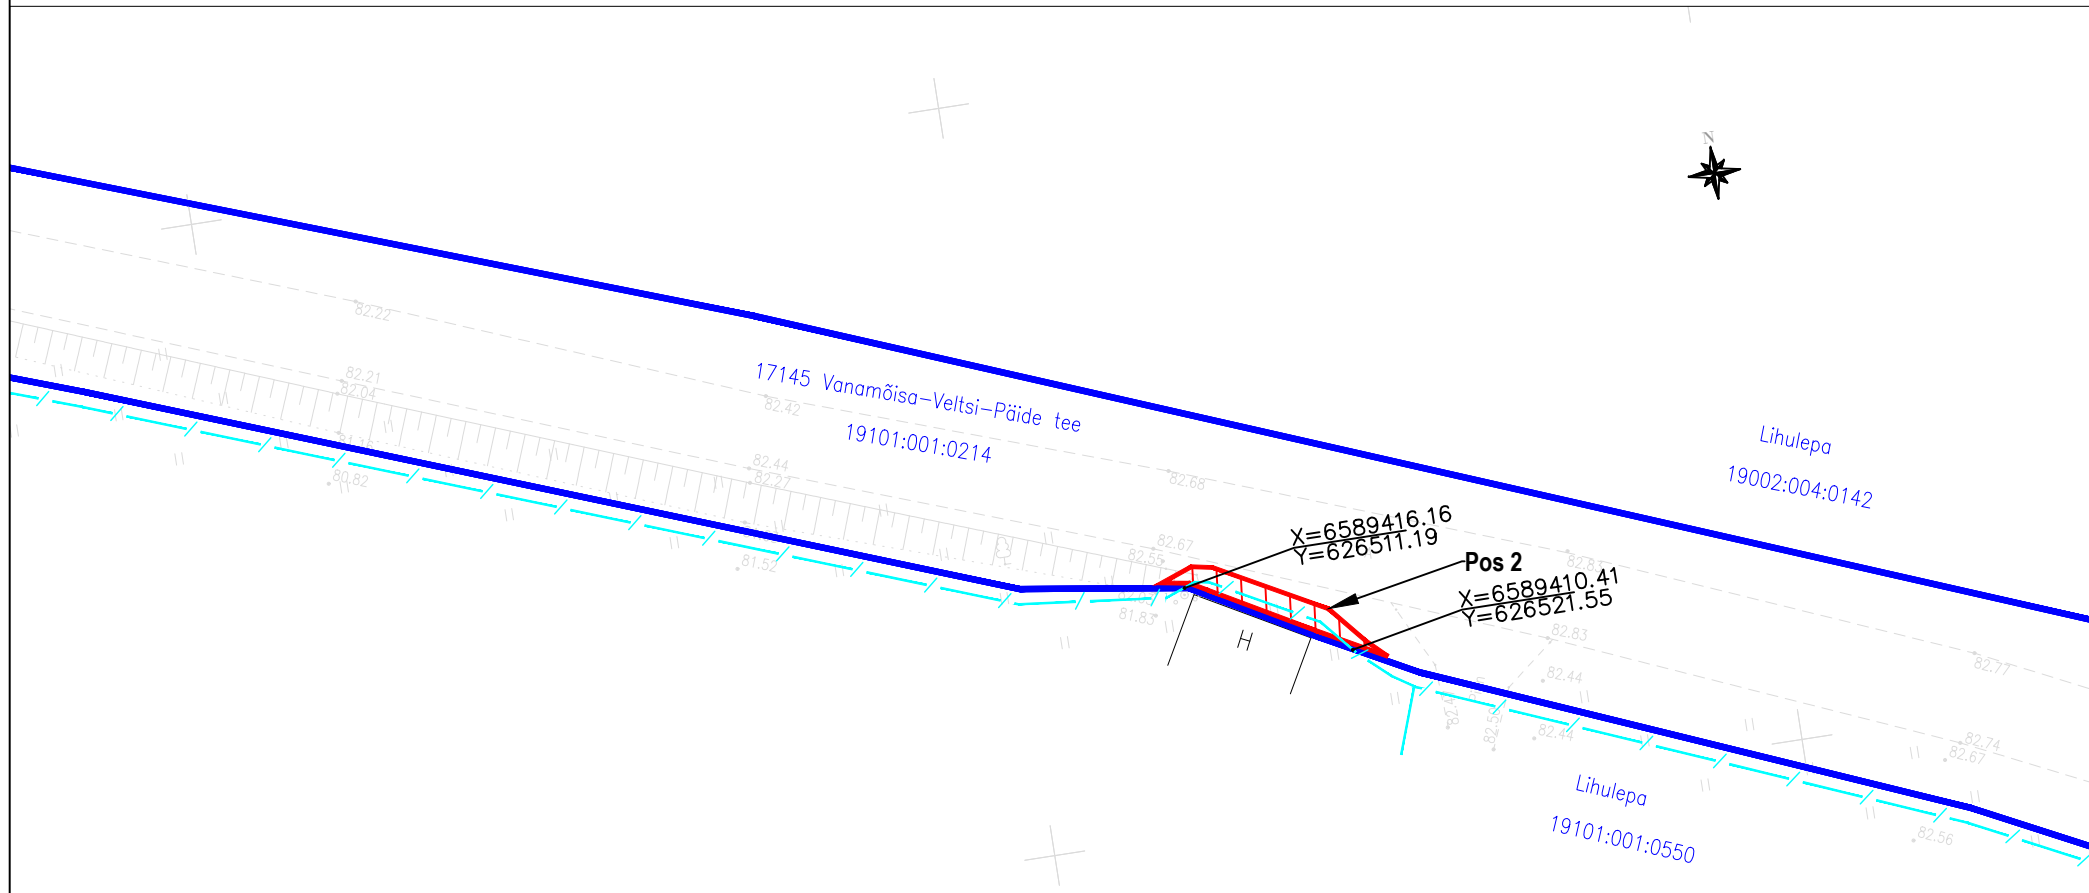 N
82.22
82.21
82.04
17145 Vanamõisa-Veltsi-Päide tee
82.42
19101:001:0214
Lihulepa
19002:004:0142
82.44
82.27
80.82
82.68
X=6589416.16
Y=626511.19
82.67
82.55
81.52
Pos 2
X=6589410.41
Y=626521.55
81.83
H
82.83
82.77
82.44
82.44
82.74
82.67
Lihulepa
19101:001:0550
82.56